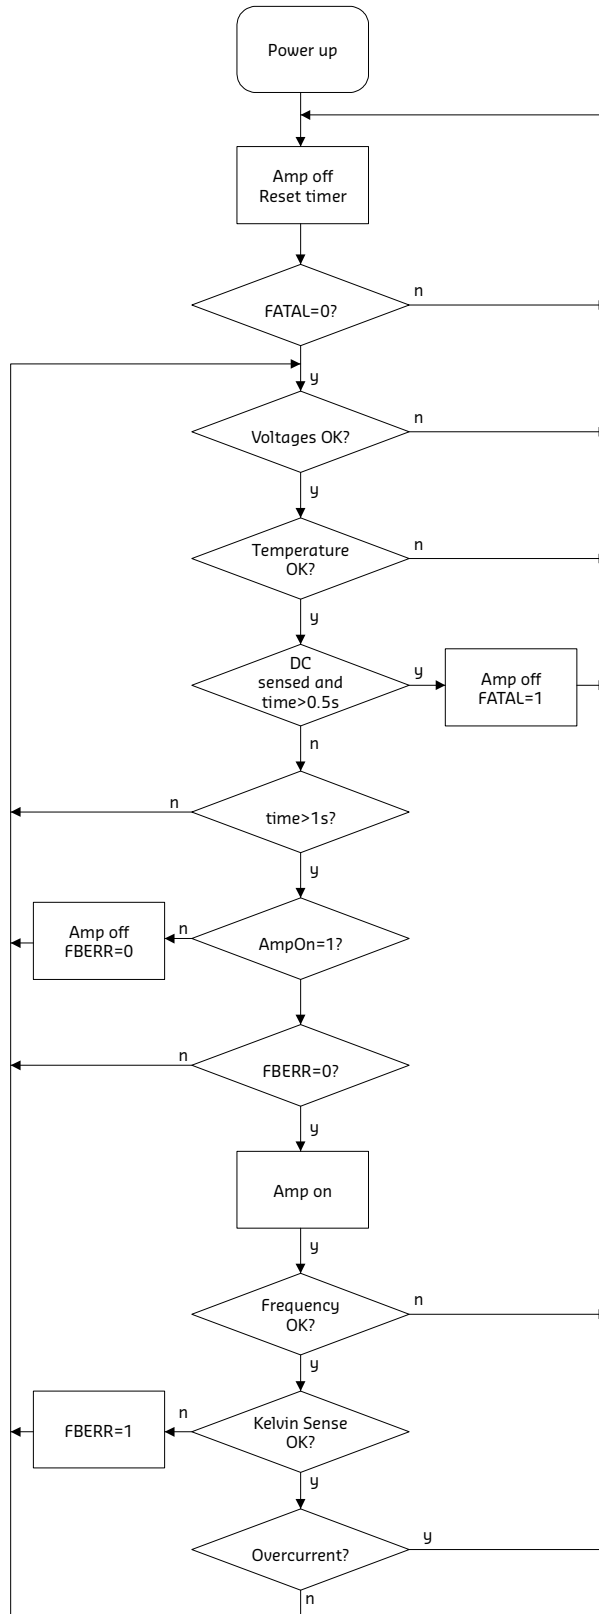 Power up
Amp off
Reset timer
FATAL=0?
n
y
Voltages OK?
n
y
Temperature
OK?
n
y
DC
sensed and
time>0.5s
y
Amp off
FATAL=1
n
time>1s?
n
y
AmpOn=1?
n
Amp off
FBERR=0
FBERR=0?
n
y
Amp on
y
Frequency
OK?
n
y
Kelvin Sense
OK?
n
FBERR=1
y
Overcurrent?
y
n